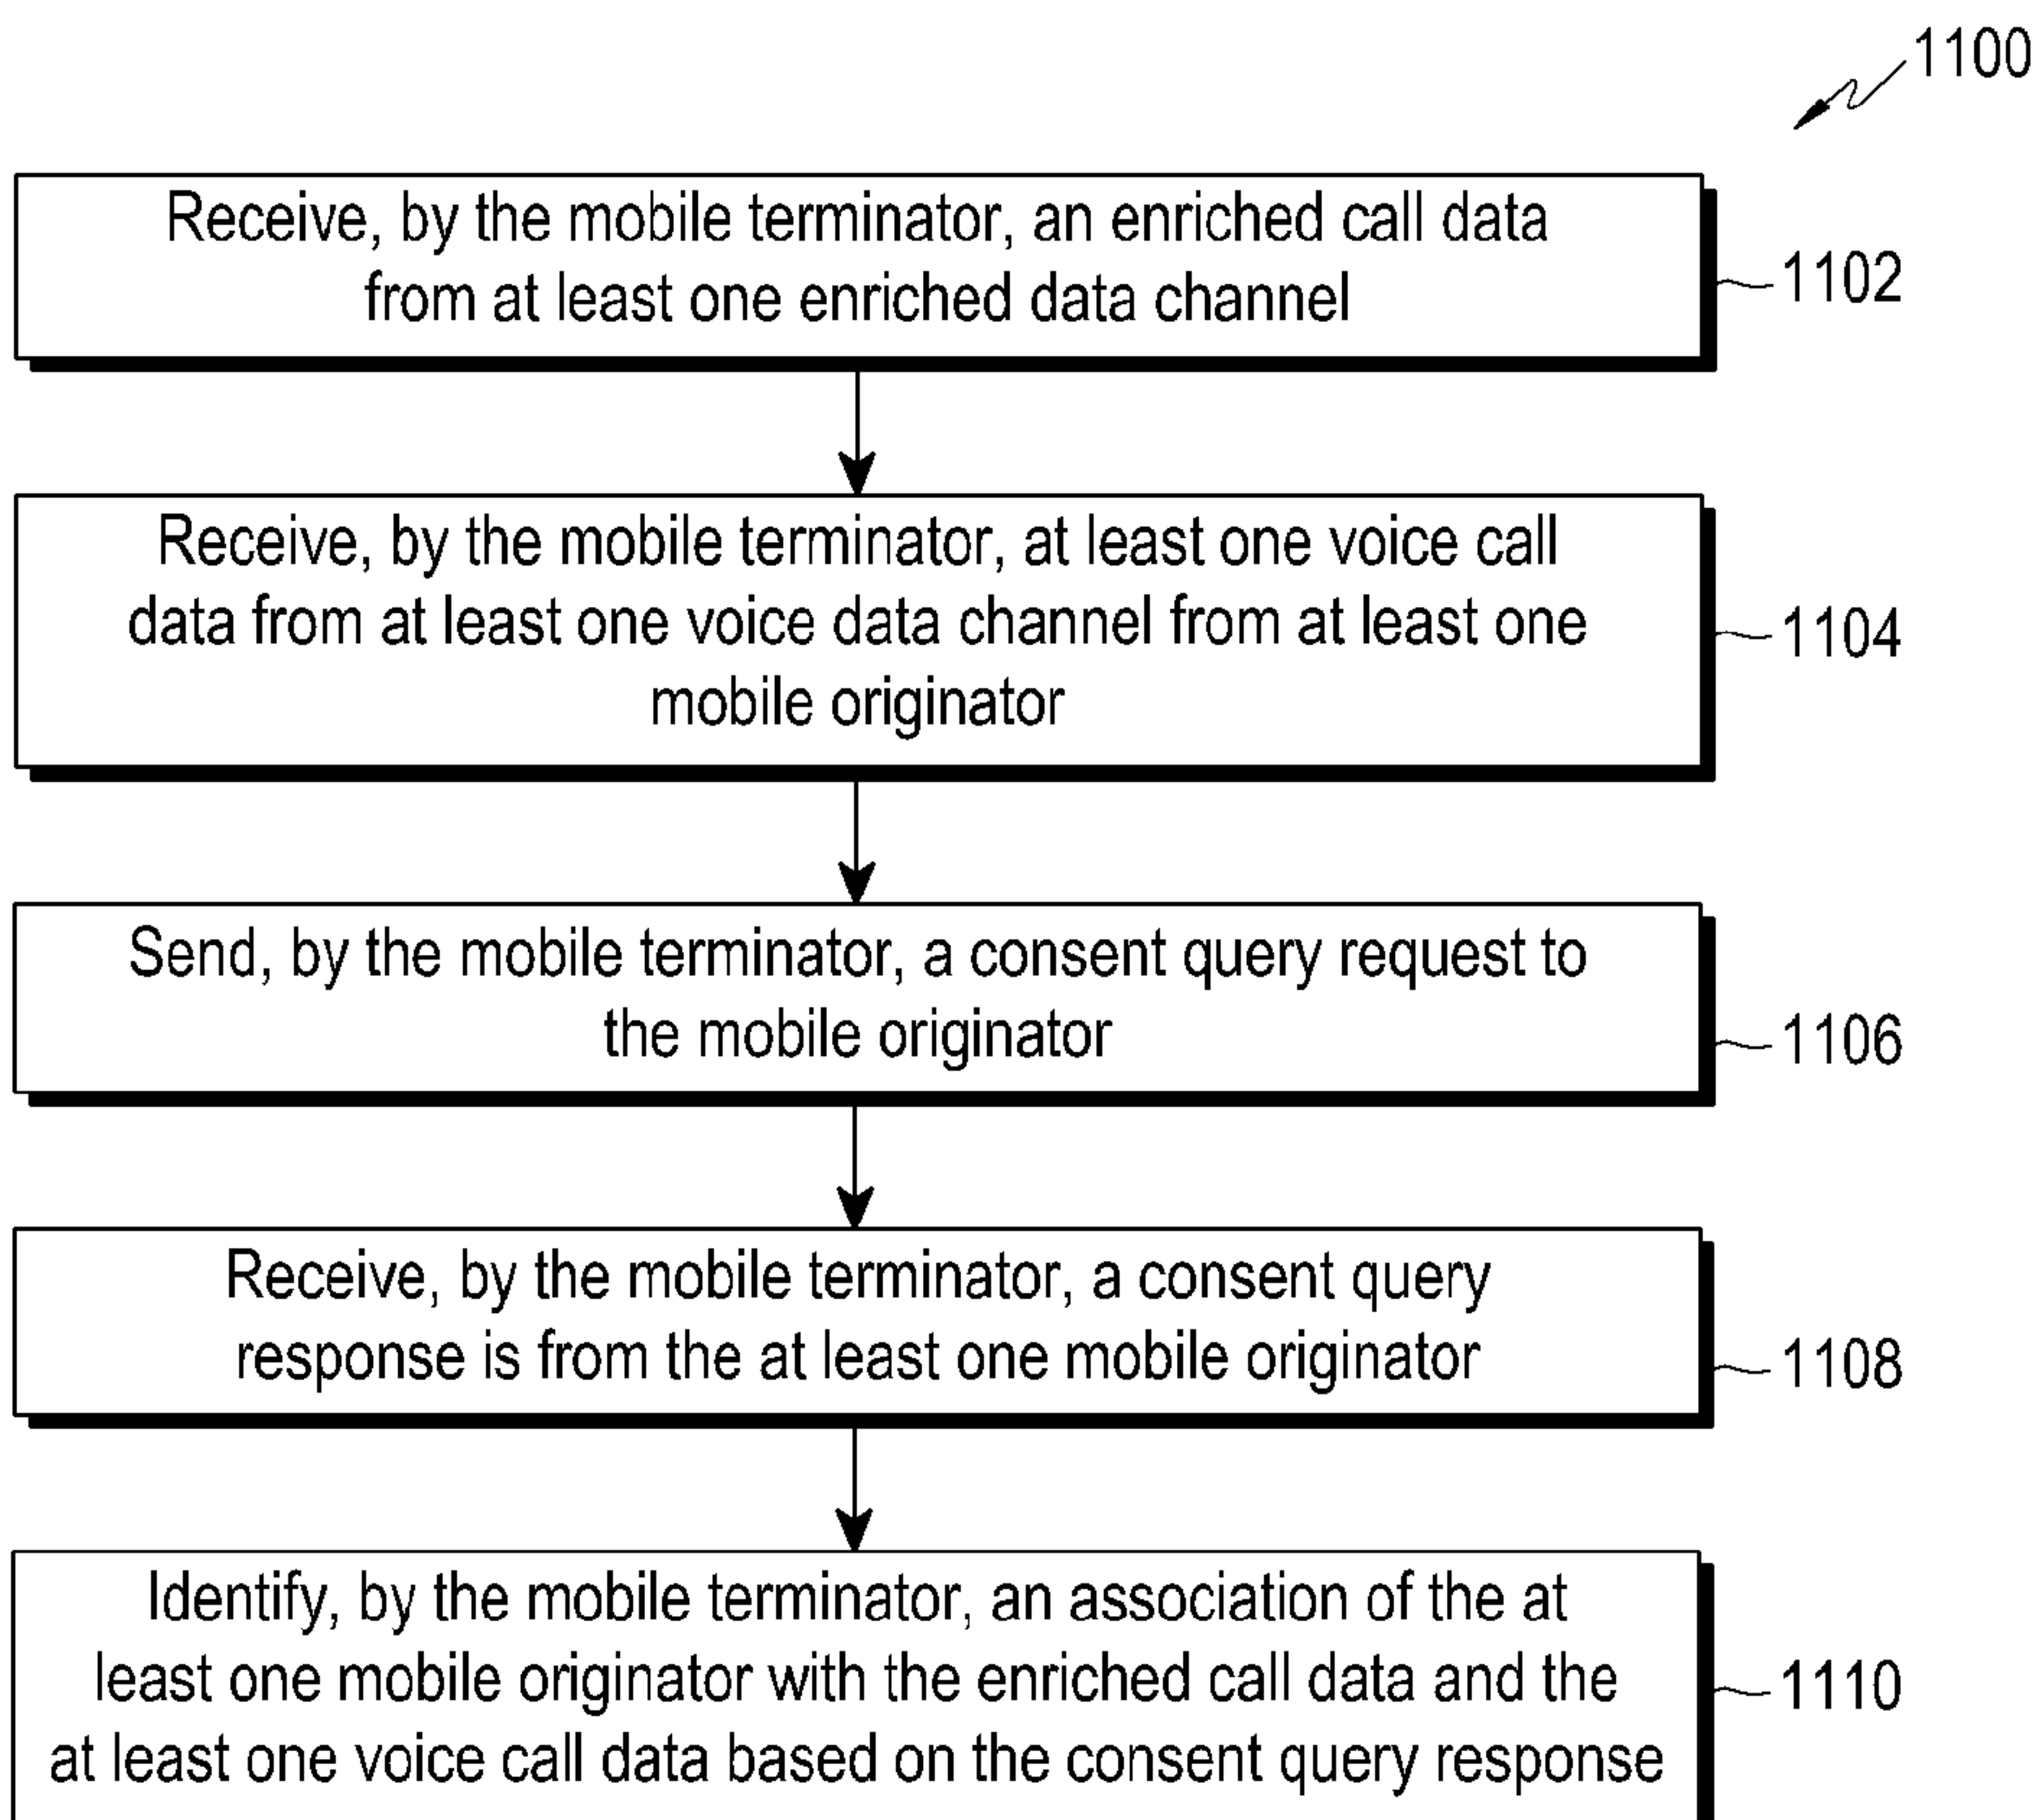 1100
Receive, by the mobile terminator, an enriched call data
from at least one enriched data channel
1102
Receive, by the mobile terminator, at least one voice call
data from at least one voice data channel from at least one
mobile originator
1104
Send, by the mobile terminator, a consent query request to
the mobile originator
1106
Receive, by the mobile terminator, a consent query
response is from the at least one mobile originator
1108
Identify, by the mobile terminator, an association of the at
least one mobile originator with the enriched call data and the
at least one voice call data based on the consent query response
1110